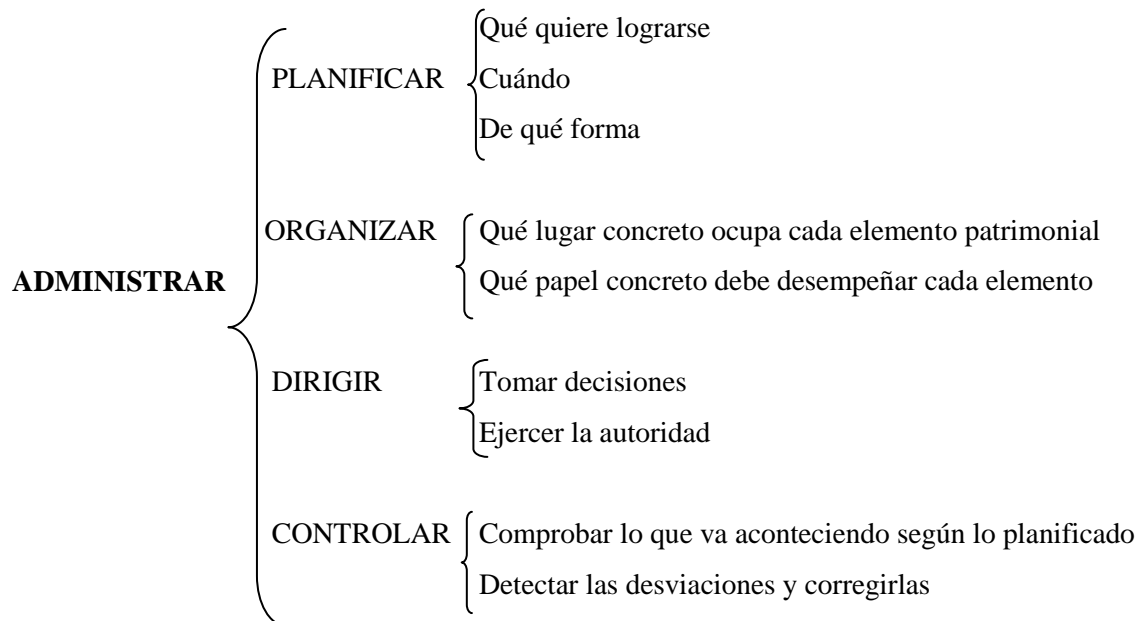 Qué quiere lograrse
PLANIFICAR Cuándo
De qué forma
ORGANIZAR Qué lugar concreto ocupa cada elemento patrimonial
ADMINISTRAR Qué papel concreto debe desempeñar cada elemento
DIRIGIR Tomar decisiones
Ejercer la autoridad
CONTROLAR Comprobar lo que va aconteciendo según lo planificado
Detectar las desviaciones y corregirlas